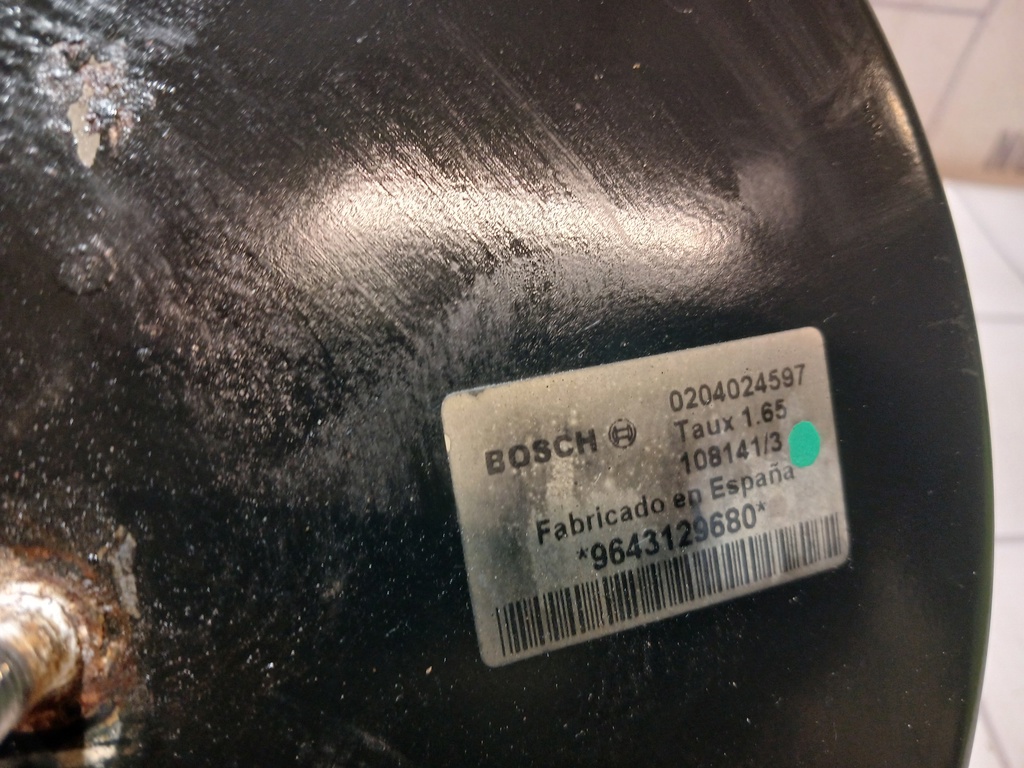 BOSCH
0204024597
Taux 1.65
108141/3
Fabricado en España
*9643129680*